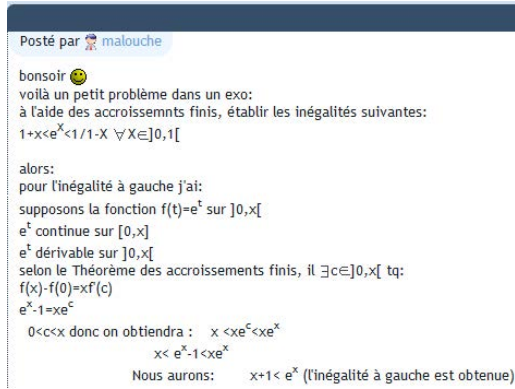 Posté par malouche
bonsoir
voilà un petit problème dans un exo:
à l'aide des accroissemnts finis, établir les inégalités suivantes:
1+x<e^x<1/1-X ∀X∈]0,1[
alors:
pour l'inégalité à gauche j'ai:
supposons la fonction f(t)=e^t sur ]0,x[
e^t continue sur [0,x]
e^t dérivable sur ]0,x[
selon le Théorème des accroissements finis, il ∃c∈]0,x[ tq:
f(x)-f(0)=xf'(c)
e^x-1=xe^c
0<c<x donc on obtiendra : x <xe^c<xe^x
x< e^x-1<xe^x
Nous aurons: x+1< e^x (l'inégalité à gauche est obtenue)